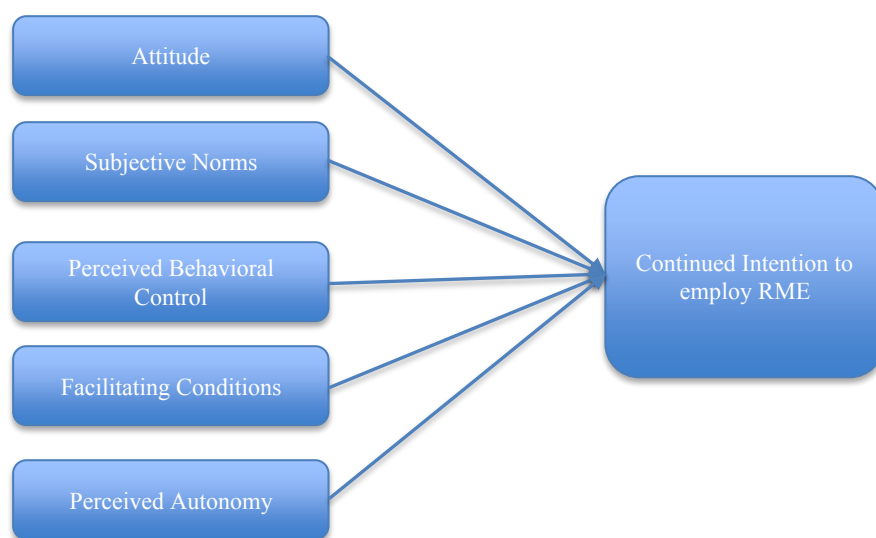 Attitude
Subjective Norms
Perceived Behavioral
Control
Facilitating Conditions
Perceived Autonomy
Continued Intention to
employ RME